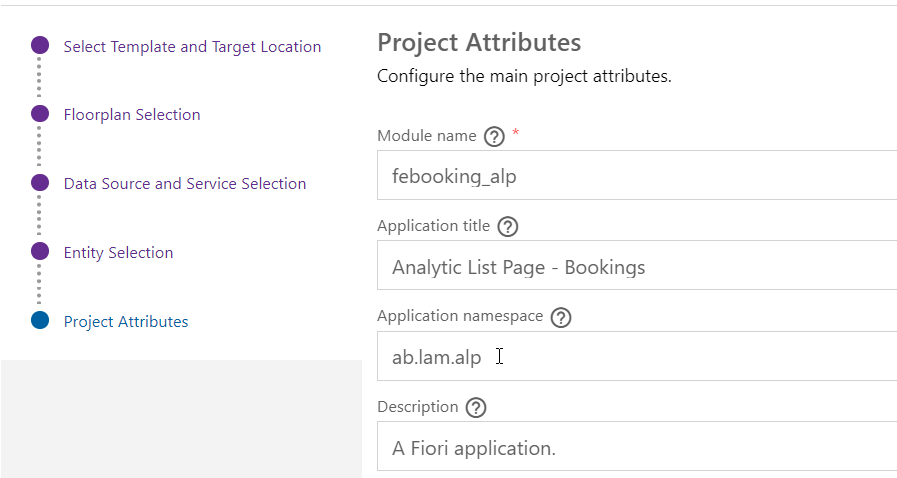 Select Template and Target Location
Floorplan Selection
Data Source and Service Selection
Entity Selection
Project Attributes
Project Attributes
Configure the main project attributes.
Module name ? *
febooking_alp
Application title ?
Analytic List Page - Bookings
Application namespace ?
ab.lam.alp
Description ?
A Fiori application.